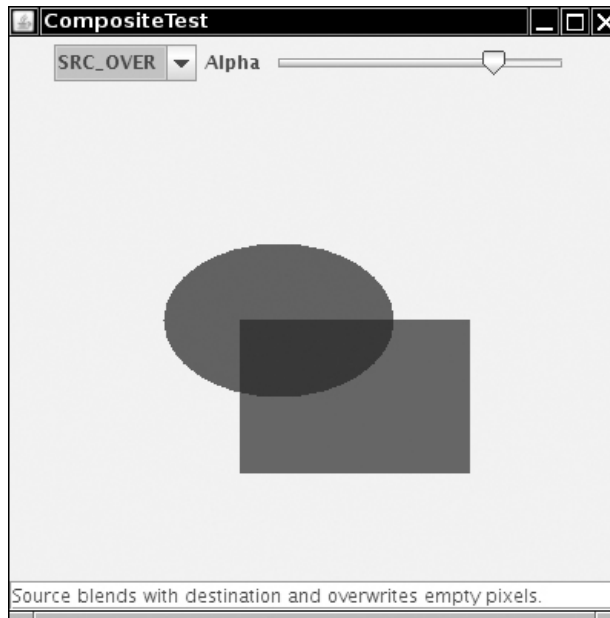 CompositeTest
SRC_OVER Alpha
Source blends with destination and overwrites empty pixels.